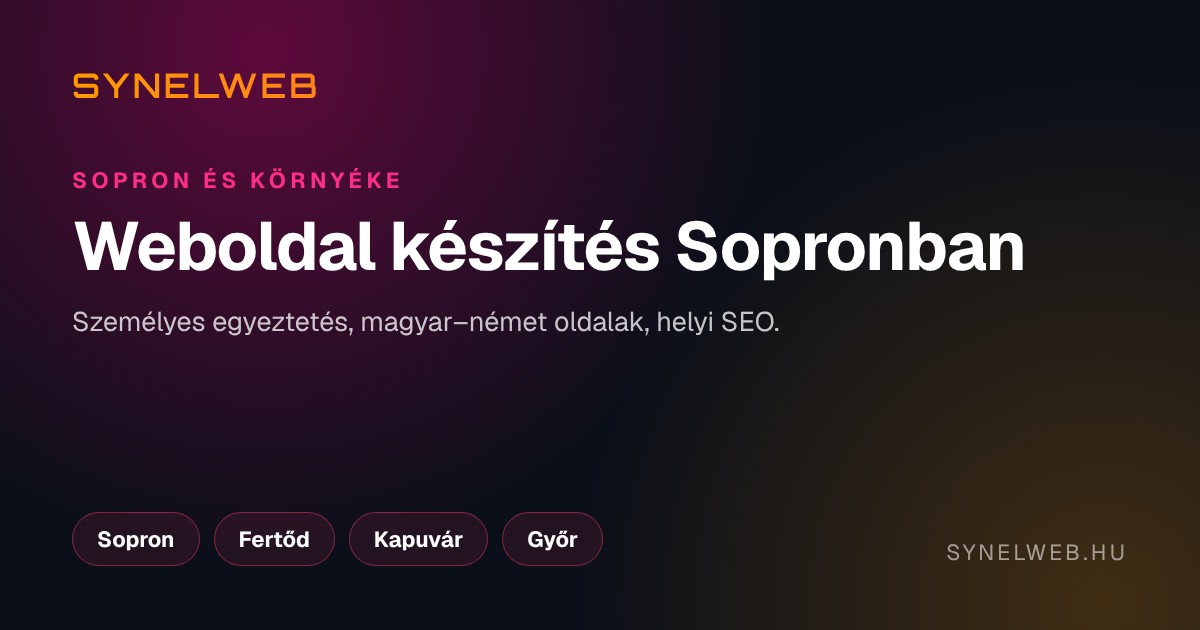 SYNELWEB
SOPRON ÉS KÖRNYÉKE
Weboldal készítés Sopronban
Személyes egyeztetés, magyar–német oldalak, helyi SEO.
Sopron Fertőd Kapuvár Győr
SYNELWEB.HU